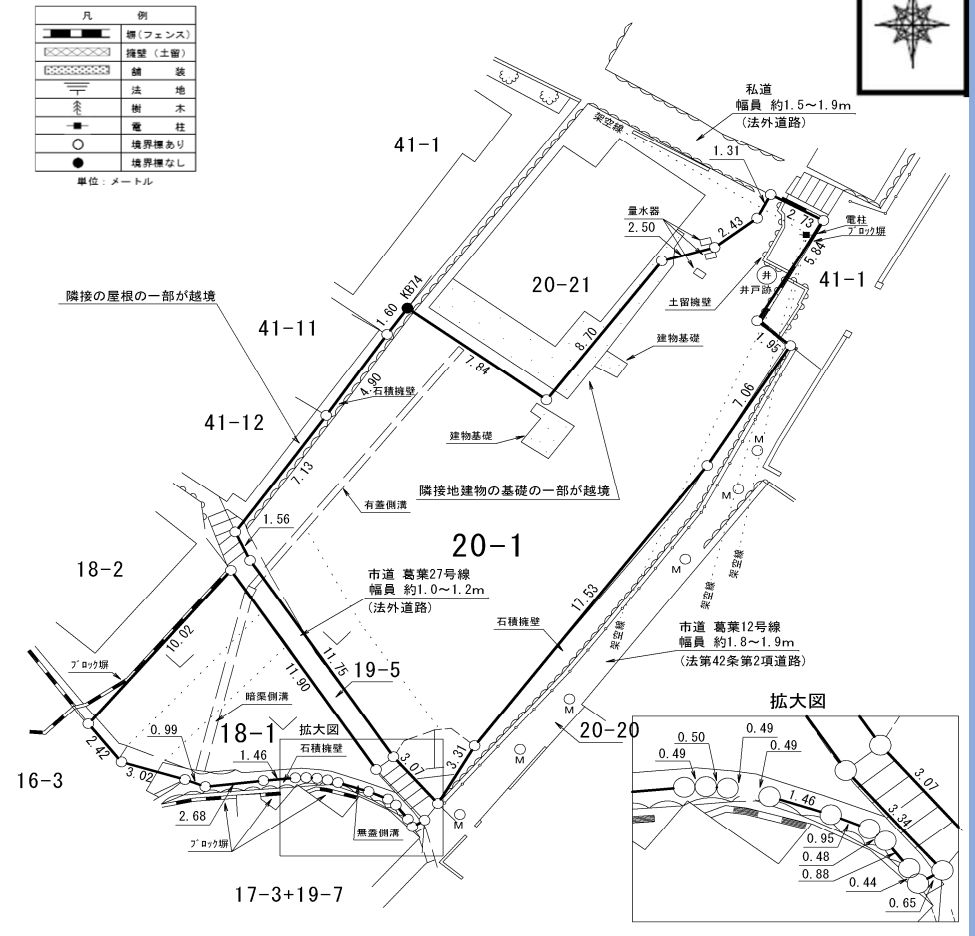 凡 例
塀(フェンス)
擁壁 (土留)
舗 装
法 地
樹 木
電 柱
境界標あり
境界標なし
単位：メートル
私道
幅員 約1.5～1.9m
(法外道路)
架空線
1.31
41-1
量水器
2.50
2.43
2.73
電柱
ブロック塀
5.84
41-1
井
井戸跡
土留擁壁
20-21
隣接の屋根の一部が越境
KB74
1.60
41-11
8.70
建物基礎
1.95
7.84
4.90
石積擁壁
7.06
41-12
建物基礎
M
7.13
隣接地建物の基礎の一部が越境
M
有蓋側溝
1.56
20-1
18-2
市道 葛葉27号線
幅員 約1.0～1.2m
(法外道路)
M
架空線
架空線
17.53
石積擁壁
架空線
市道 葛葉12号線
幅員 約1.8～1.9m
(法第42条第2項道路)
10.02
ブロック塀
11.75
11.90
19-5
暗渠側溝
M
拡大図
2.42
0.99
18-1
拡大図
20-20
3.31
石積擁壁
3.07
M
16-3
3.02
1.46
2.68
ブロック塀
無蓋側溝
M
17-3+19-7
0.50
0.49
0.49
0.49
3.07
1.46
3.34
0.95
0.48
0.88
0.44
0.65